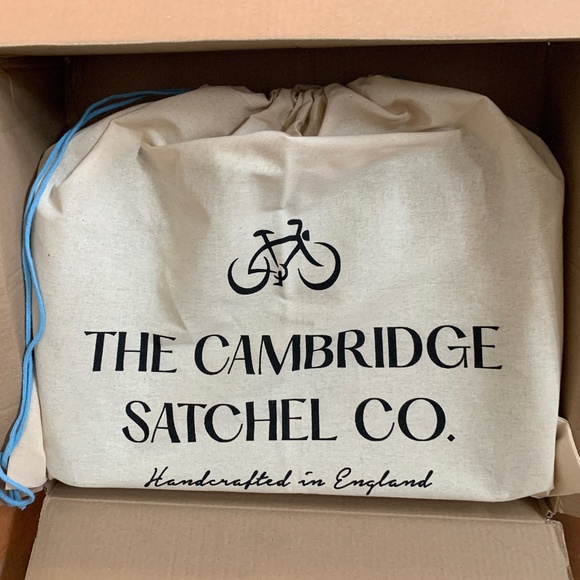 THE CAMBRIDGE
SATCHEL CO.
Handcrafted in England